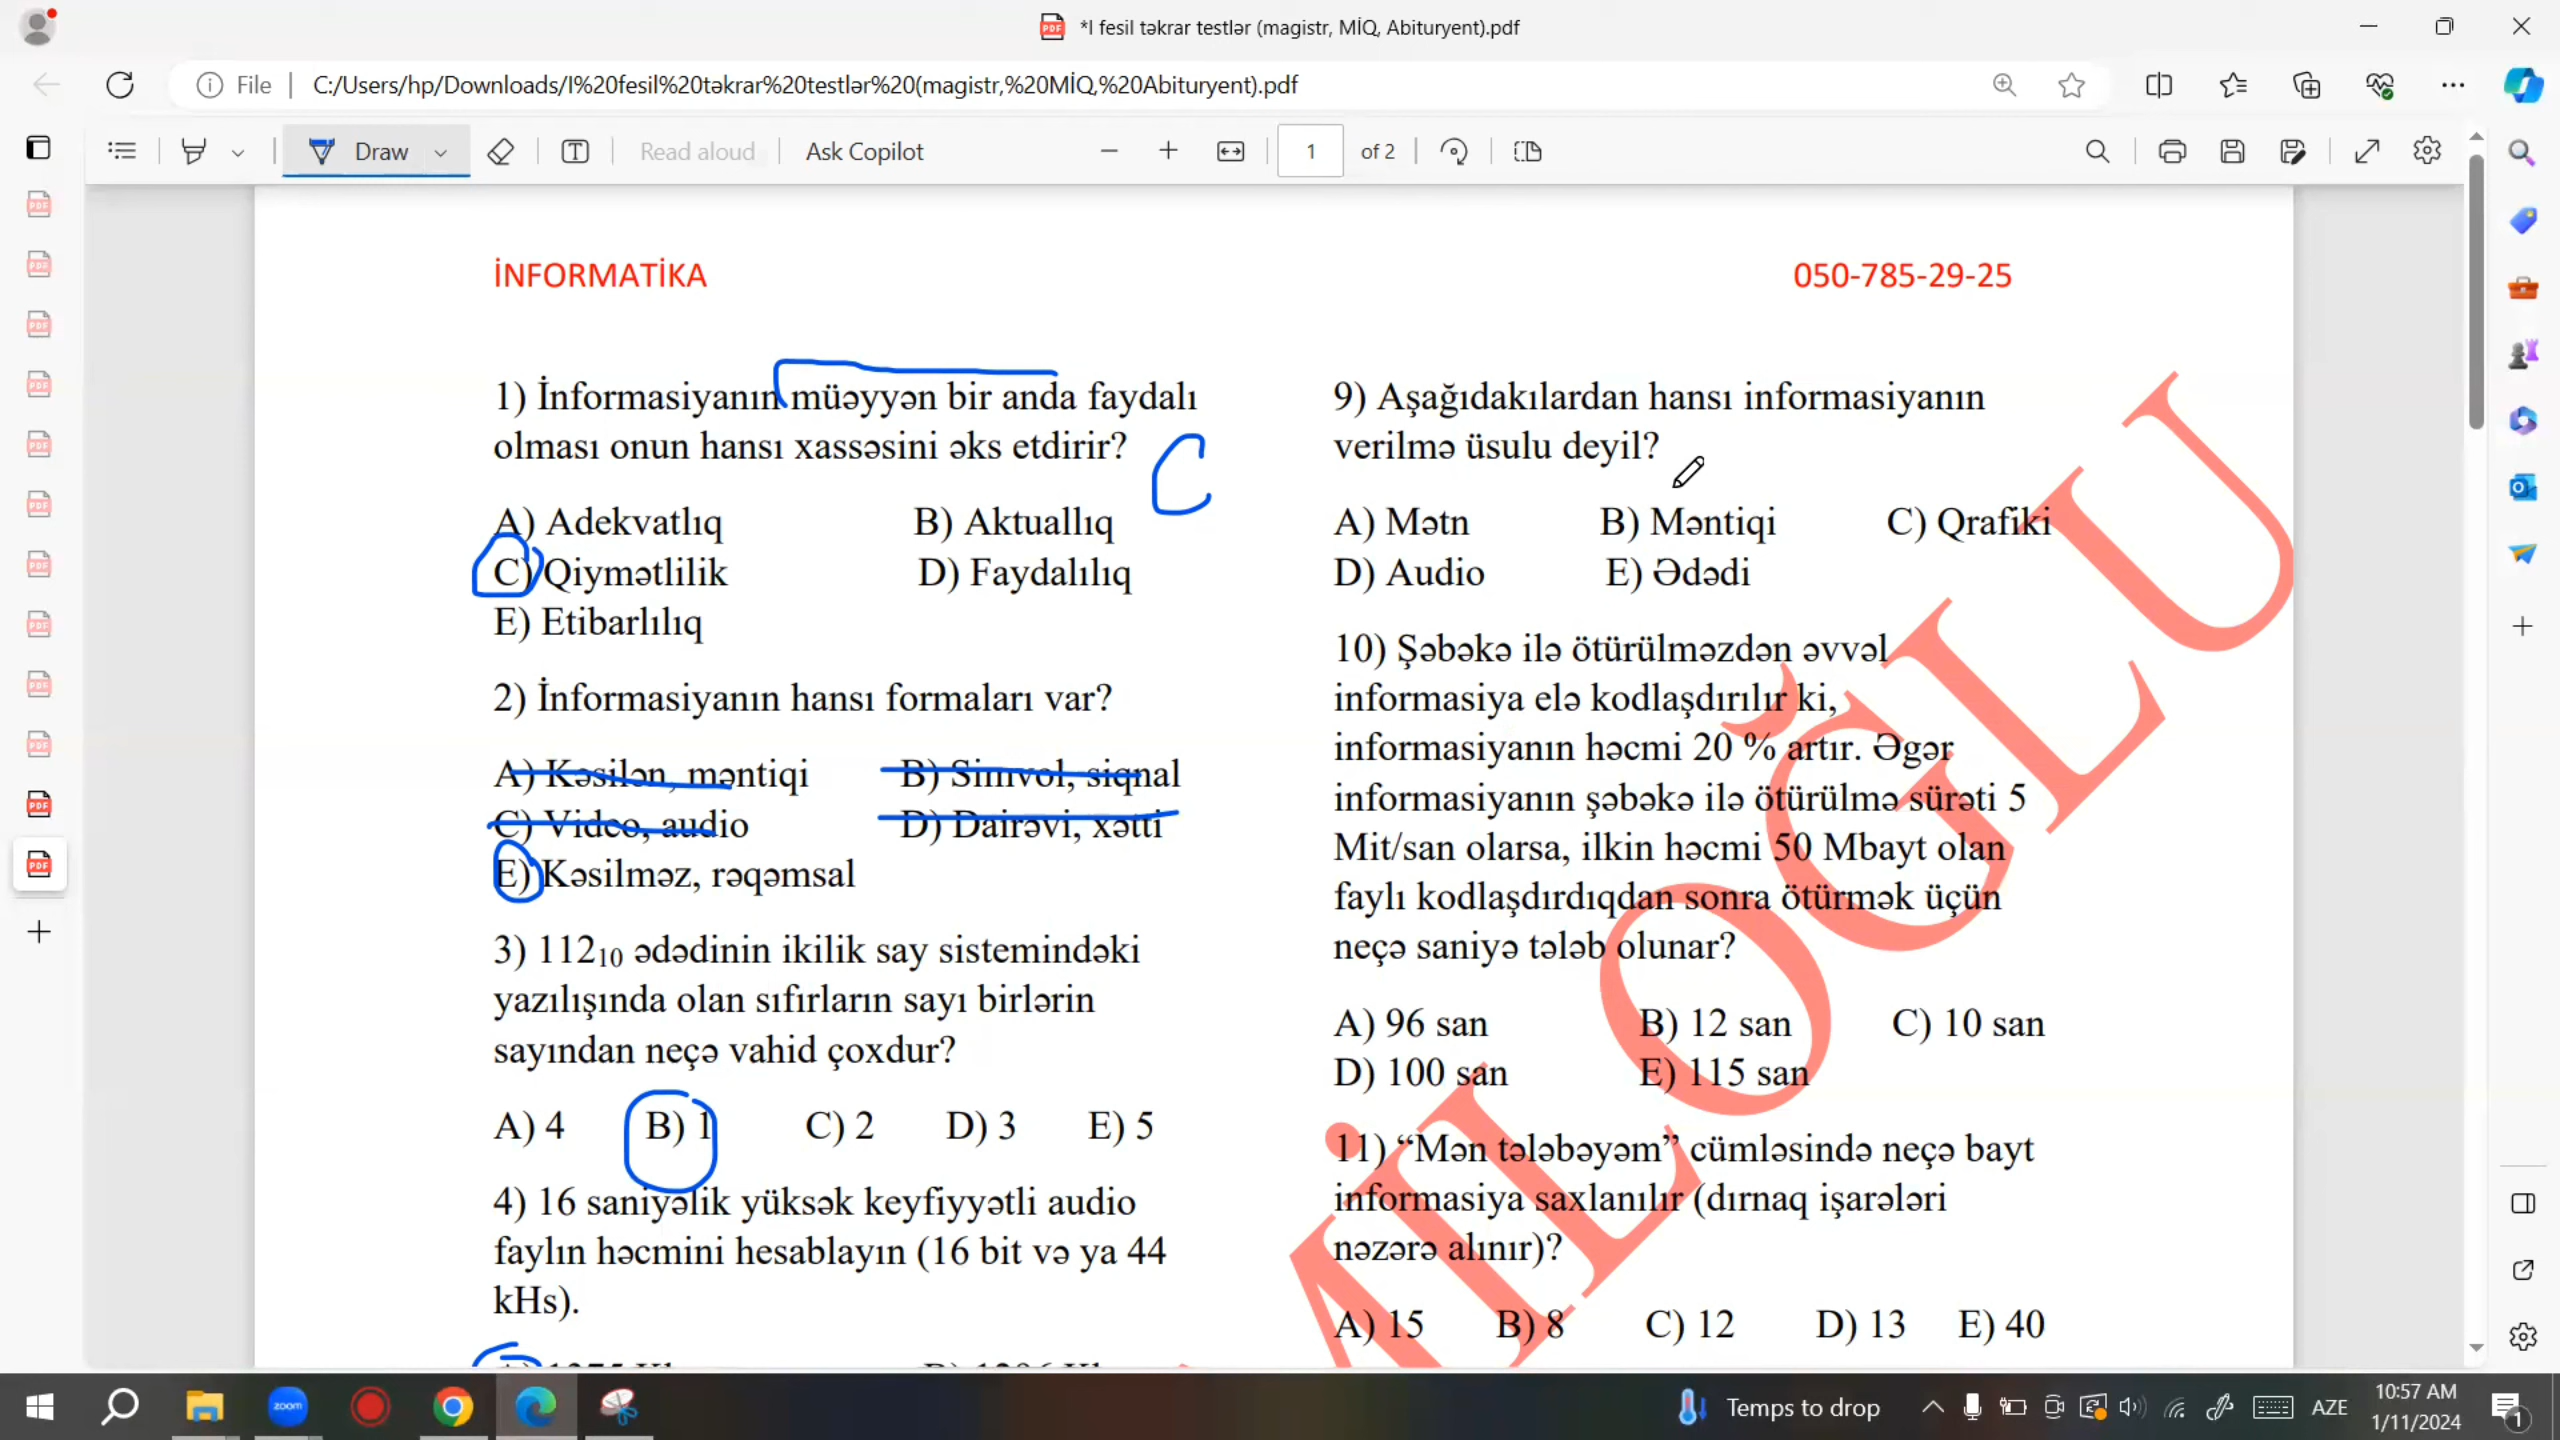 *I fesil təkrar testlər (magistr, MİQ, Abituryent).pdf
File
C:/Users/hp/Downloads/I%20fesil%20təkrar%20testlər%20(magistr,%20MİQ,%20Abituryent).pdf
Draw
Read aloud
Ask Copilot
1
of 2
İNFORMATİKA
050-785-29-25
1) İnformasiyanın müəyyən bir anda faydalı
olması onun hansı xassəsini əks etdirir?
C
A) Adekvatlıq B) Aktuallıq
C) Qiymətlilik D) Faydalılıq
E) Etibarlılıq
2) İnformasiyanın hansı formaları var?
A) Kəsilən, məntiqi B) Simvol, siqnal
C) Video, audio D) Dairəvi, xətti
E) Kəsilməz, rəqəmsal
3) 112₁₀ ədədinin ikilik say sistemindəki
yazılışında olan sıfırların sayı birlərin
sayından neçə vahid çoxdur?
A) 4 B) 1 C) 2 D) 3 E) 5
4) 16 saniyəlik yüksək keyfiyyətli audio
faylın həcmini hesablayın (16 bit və ya 44
kHs).
9) Aşağıdakılardan hansı informasiyanın
verilmə üsulu deyil?
A) Mətn B) Məntiqi C) Qrafiki
D) Audio E) Ədədi
10) Şəbəkə ilə ötürülməzdən əvvəl
informasiya elə kodlaşdırılır ki,
informasiyanın həcmi 20 % artır. Əgər
informasiyanın şəbəkə ilə ötürülmə sürəti 5
Mit/san olarsa, ilkin həcmi 50 Mbayt olan
faylı kodlaşdırdıqdan sonra ötürmək üçün
neçə saniyə tələb olunar?
A) 96 san B) 12 san C) 10 san
D) 100 san E) 115 san
11) “Mən tələbəyəm” cümləsində neçə bayt
informasiya saxlanılır (dırnaq işarələri
nəzərə alınır)?
A) 15 B) 8 C) 12 D) 13 E) 40
MİLOĞLU
zoom
Temps to drop
AZE
10:57 AM
1/11/2024
1